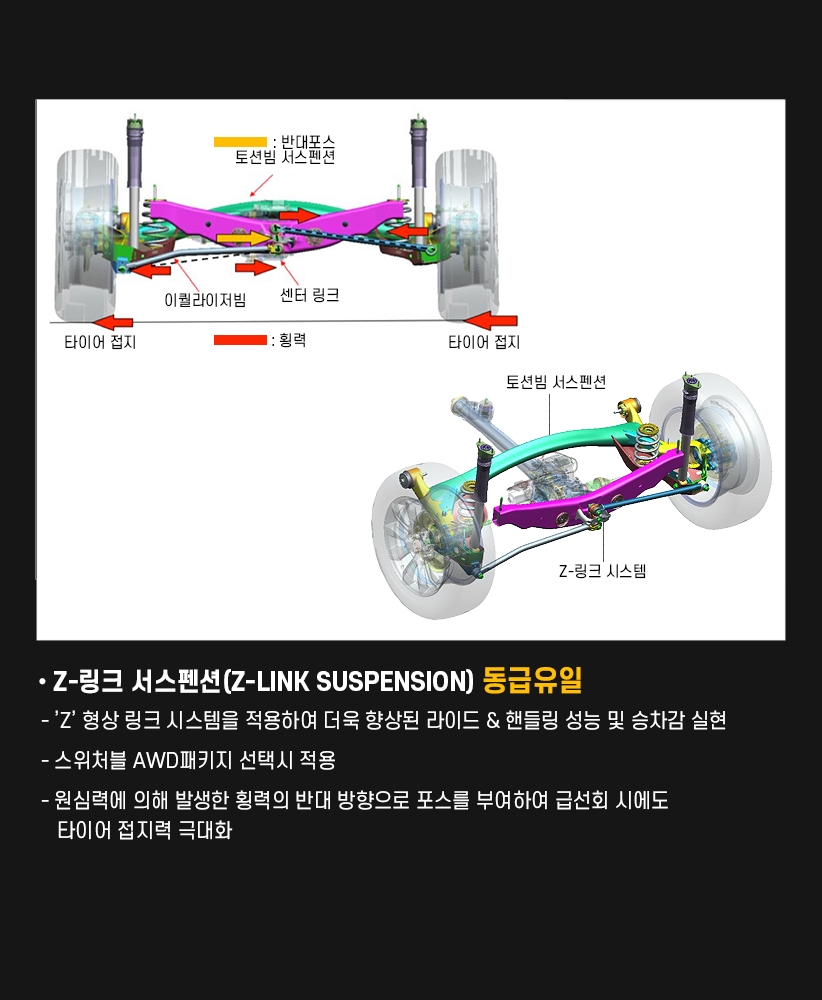 : 반대포스
토션빔 서스펜션
이퀄라이저빔
센터 링크
타이어 접지
: 횡력
타이어 접지
토션빔 서스펜션
Z-링크 시스템
• Z-링크 서스펜션(Z-LINK SUSPENSION) 동급유일
- 'Z' 형상 링크 시스템을 적용하여 더욱 향상된 라이드 & 핸들링 성능 및 승차감 실현
- 스위처블 AWD패키지 선택시 적용
- 원심력에 의해 발생한 횡력의 반대 방향으로 포스를 부여하여 급선회 시에도
타이어 접지력 극대화